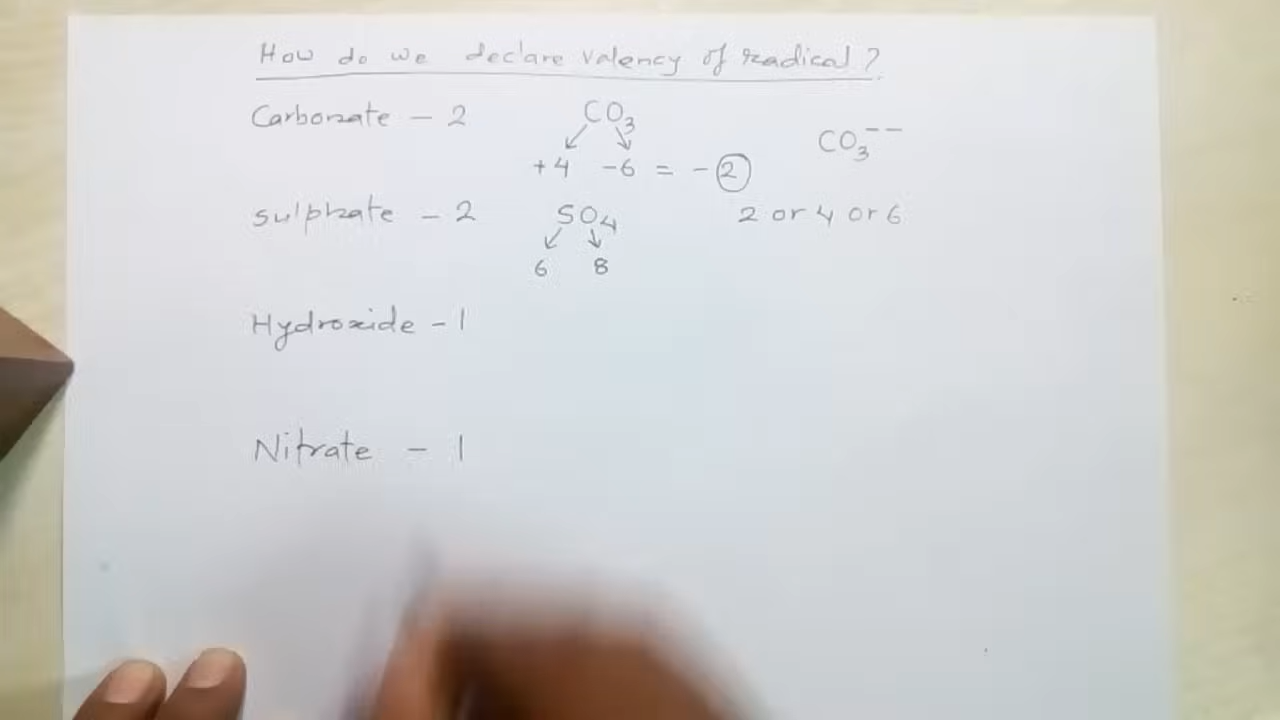 How do we declare valency of radical?
Carbonate - 2 CO3 CO3--
+4 -6 = -2
Sulphate - 2 SO4 2 or 4 or 6
6 8
Hydroxide - 1
Nitrate - 1